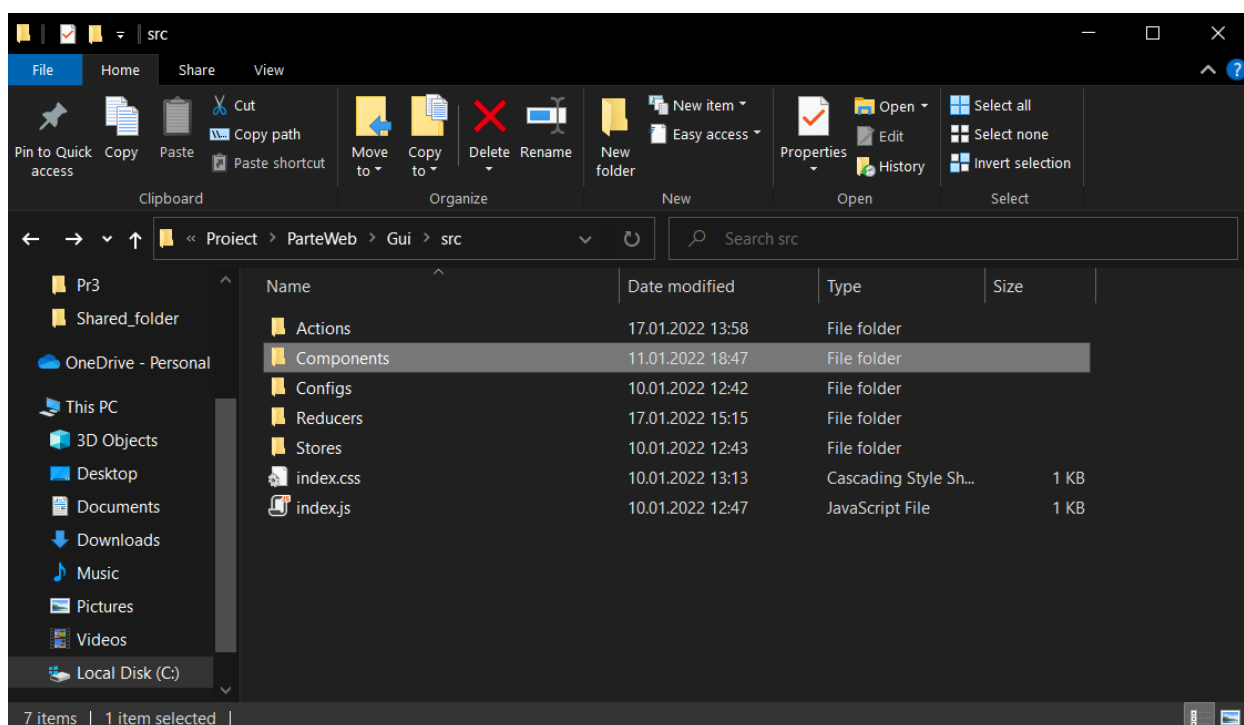 src
File Home Share View
Pin to Quick access
Copy
Paste
Cut
Copy path
Paste shortcut
Clipboard
Move to
Copy to
Delete
Rename
Organize
New folder
New item
Easy access
New
Properties
Open
Edit
History
Open
Select all
Select none
Invert selection
Select
« Proiect > ParteWeb > Gui > src
Search src
Pr3
Shared_folder
OneDrive - Personal
This PC
3D Objects
Desktop
Documents
Downloads
Music
Pictures
Videos
Local Disk (C:)
Name Date modified Type Size
Actions 17.01.2022 13:58 File folder
Components 11.01.2022 18:47 File folder
Configs 10.01.2022 12:42 File folder
Reducers 17.01.2022 15:15 File folder
Stores 10.01.2022 12:43 File folder
index.css 10.01.2022 13:13 Cascading Style Sh... 1 KB
index.js 10.01.2022 12:47 JavaScript File 1 KB
7 items | 1 item selected |